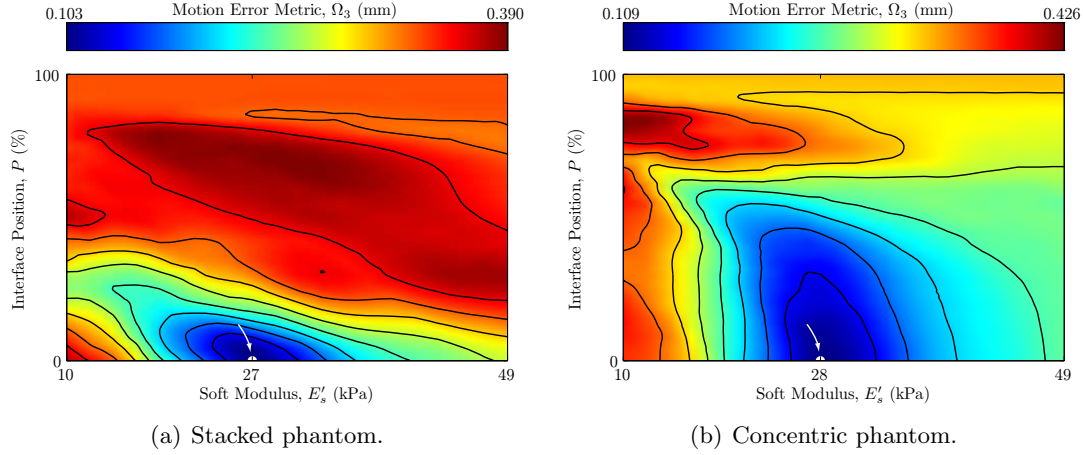 Motion Error Metric, Ω₃ (mm)
0.103
0.390
100
Interface Position, P (%)
0
10
27
49
Soft Modulus, E′ₛ (kPa)
(a) Stacked phantom.
Motion Error Metric, Ω₃ (mm)
0.109
0.426
100
Interface Position, P (%)
0
10
28
49
Soft Modulus, E′ₛ (kPa)
(b) Concentric phantom.